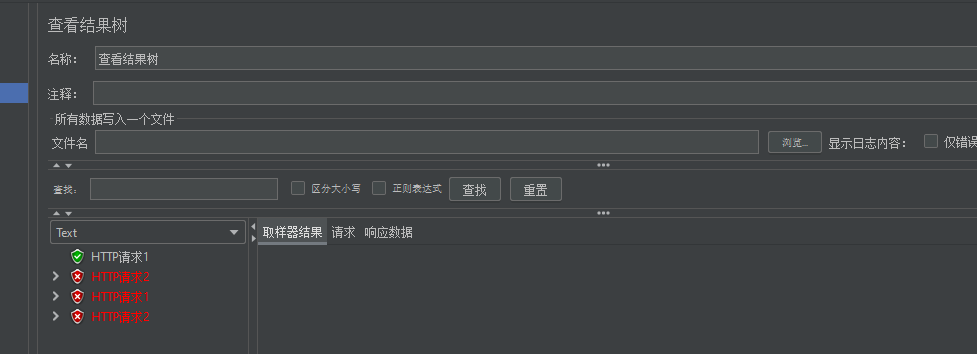 查看结果树
名称： 查看结果树
注释：
所有数据写入一个文件
文件名 浏览... 显示日志内容： 仅错误
查找： 区分大小写 正则表达式 查找 重置
Text 取样器结果 请求 响应数据
HTTP请求1
HTTP请求2
HTTP请求1
HTTP请求2